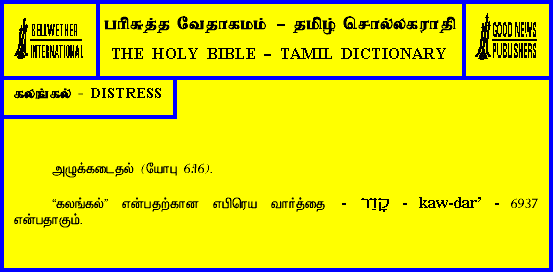 BELLWETHER
INTERNATIONAL
பரிசுத்த வேதாகமம் – தமிழ் சொல்லகராதி
THE HOLY BIBLE – TAMIL DICTIONARY
GOOD NEWS
PUBLISHERS
கலங்கல் - DISTRESS
அழுக்கடைதல் (யோபு 6:16).
“கலங்கல்” என்பதற்கான எபிரெய வார்த்தை - קָדַר - kaw-dar’ - 6937
என்பதாகும்.